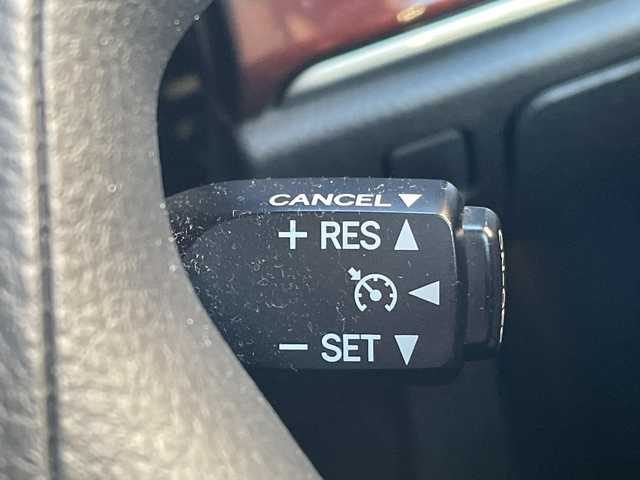 CANCEL ▼
+ RES ▲
◀
− SET ▼